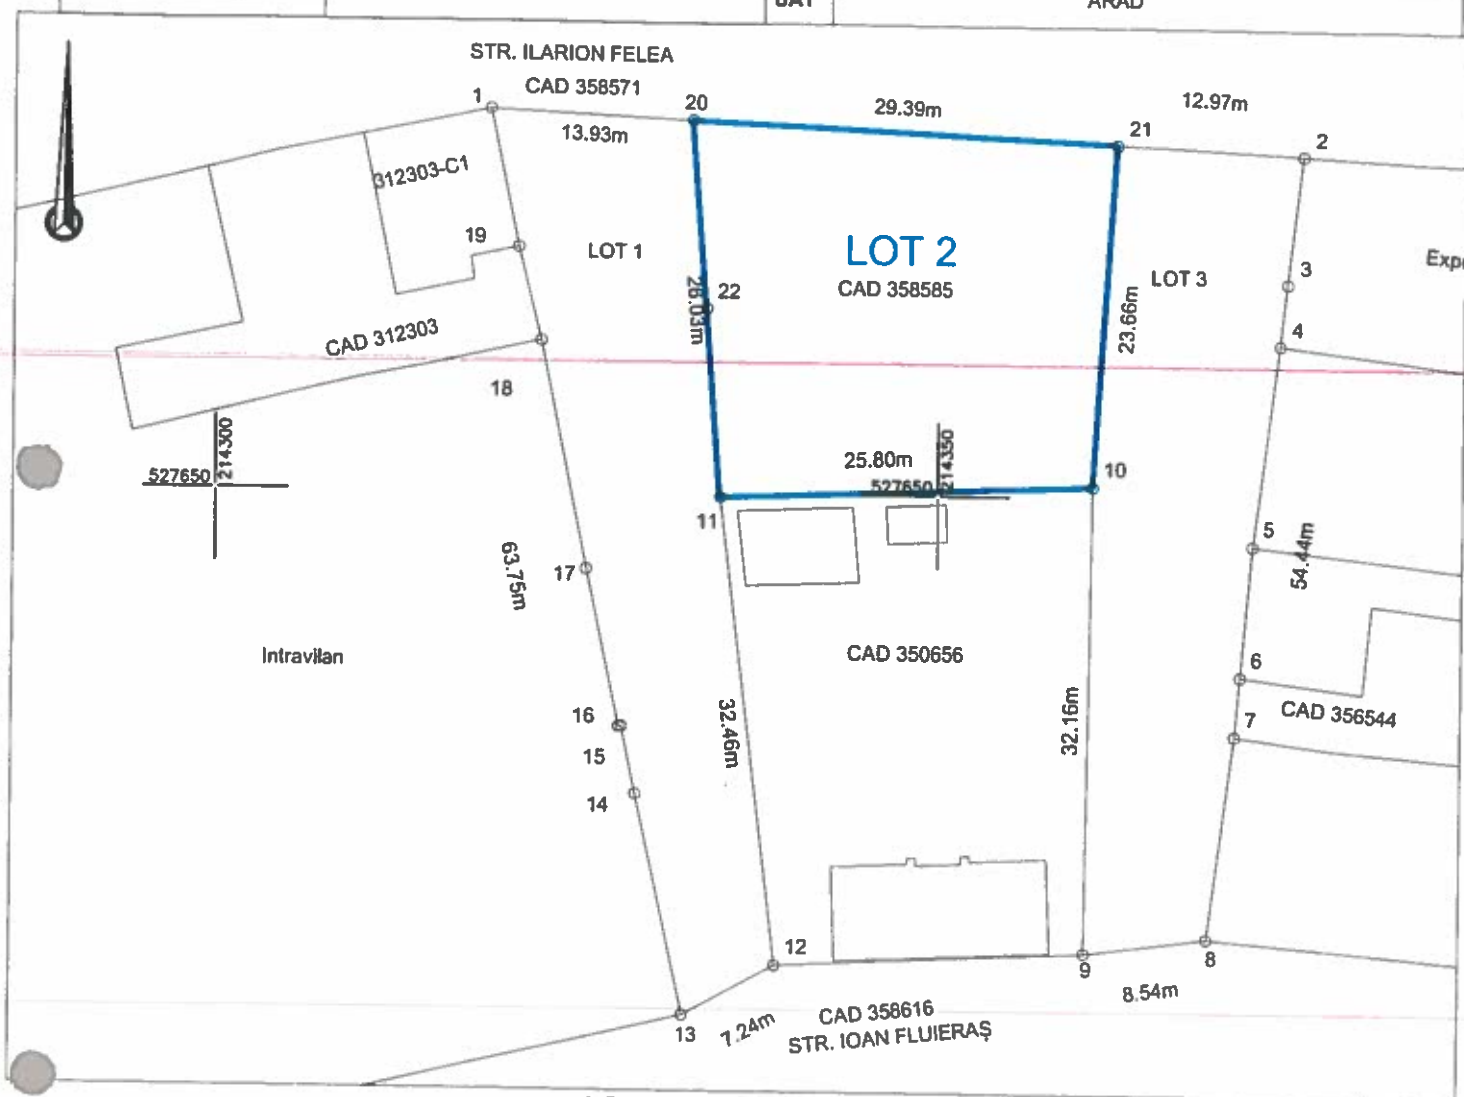 UAT
ARAD
STR. ILARION FELEA
CAD 358571
1
20
29.39m
12.97m
13.93m
21
2
312303-C1
19
LOT 1
LOT 2
CAD 358585
LOT 3
3
22
26.03m
23.66m
4
CAD 312303
18
527650
214300
25.80m
527650
214350
10
11
5
54.44m
17
63.75m
Intravilan
CAD 350656
6
CAD 356544
7
16
15
14
32.46m
32.16m
12
9
8
8.54m
13
7.24m
CAD 358616
STR. IOAN FLUIERAȘ